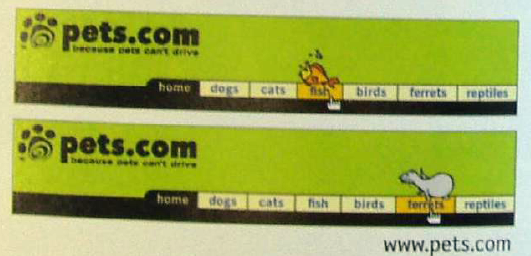 pets.com
because pets can't drive
home dogs cats fish birds ferrets reptiles
pets.com
because pets can't drive
home dogs cats fish birds ferrets reptiles
www.pets.com